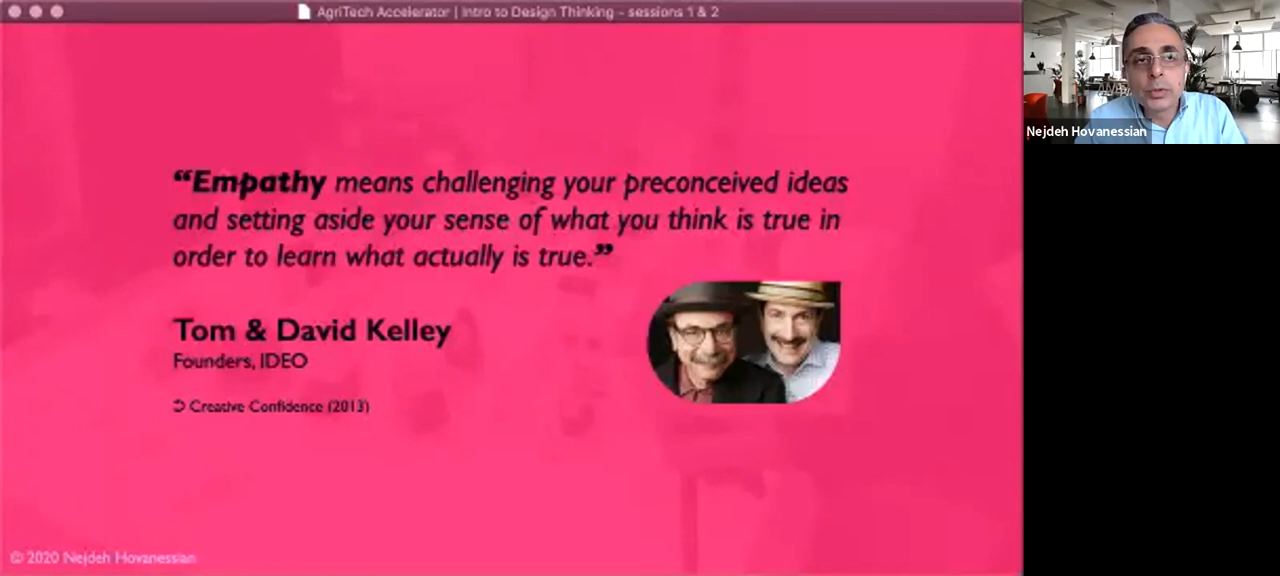 AgriTech Accelerator | Intro to Design Thinking - sessions 1 & 2
“Empathy means challenging your preconceived ideas
and setting aside your sense of what you think is true in
order to learn what actually is true.”
Tom & David Kelley
Founders, IDEO
➲ Creative Confidence (2013)
© 2020 Nejdeh Hovanessian
Nejdeh Hovanessian